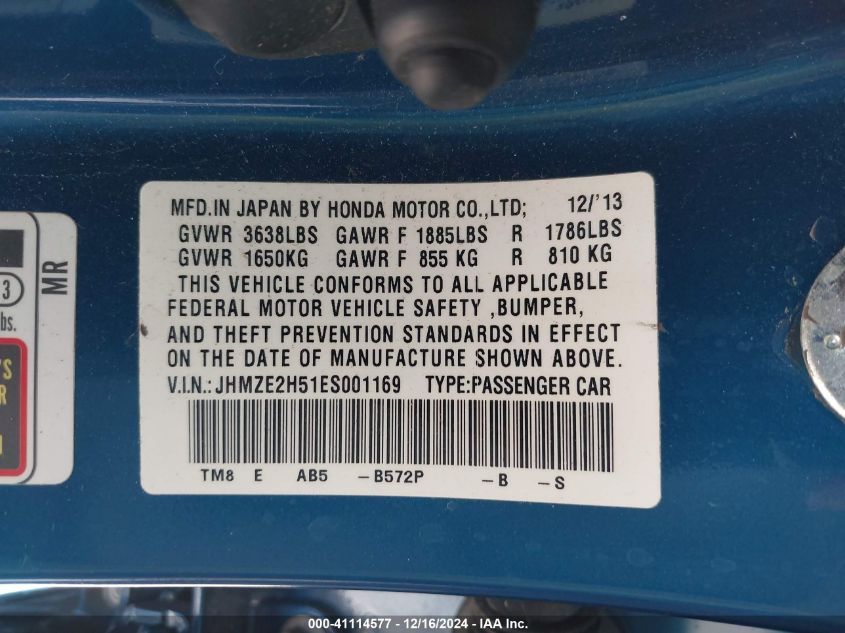 MFD.IN JAPAN BY HONDA MOTOR CO.,LTD; 12/'13
GVWR 3638LBS GAWR F 1885LBS R 1786LBS
GVWR 1650KG GAWR F 855 KG R 810 KG
THIS VEHICLE CONFORMS TO ALL APPLICABLE
FEDERAL MOTOR VEHICLE SAFETY ,BUMPER,
AND THEFT PREVENTION STANDARDS IN EFFECT
ON THE DATE OF MANUFACTURE SHOWN ABOVE.
V.I.N.: JHMZE2H51ES001169 TYPE:PASSENGER CAR
TM8 E AB5 -B572P -B -S
MR
3
lbs.
000-41114577 - 12/16/2024 - IAA Inc.